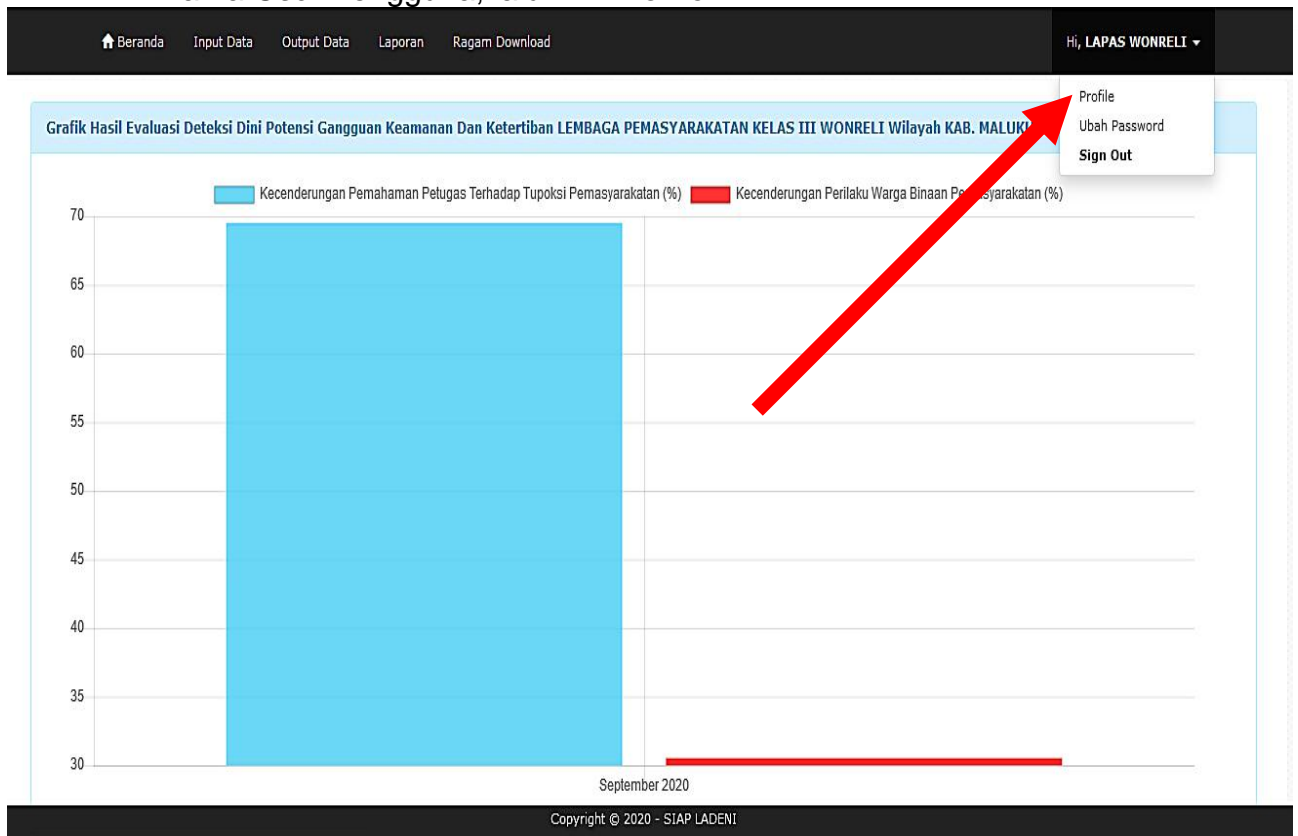 Beranda Input Data Output Data Laporan Ragam Download Hi, LAPAS WONRELI
Profile
Ubah Password
Sign Out
Grafik Hasil Evaluasi Deteksi Dini Potensi Gangguan Keamanan Dan Ketertiban LEMBAGA PEMASYARAKATAN KELAS III WONRELI Wilayah KAB.
Kecenderungan Pemahaman Petugas Terhadap Tupoksi Pemasyarakatan (%) Kecenderungan Perilaku Warga Binaan Pemasyarakatan (%)
70
65
60
55
50
45
40
35
30
September 2020
Copyright © 2020 - SIAP LADENI